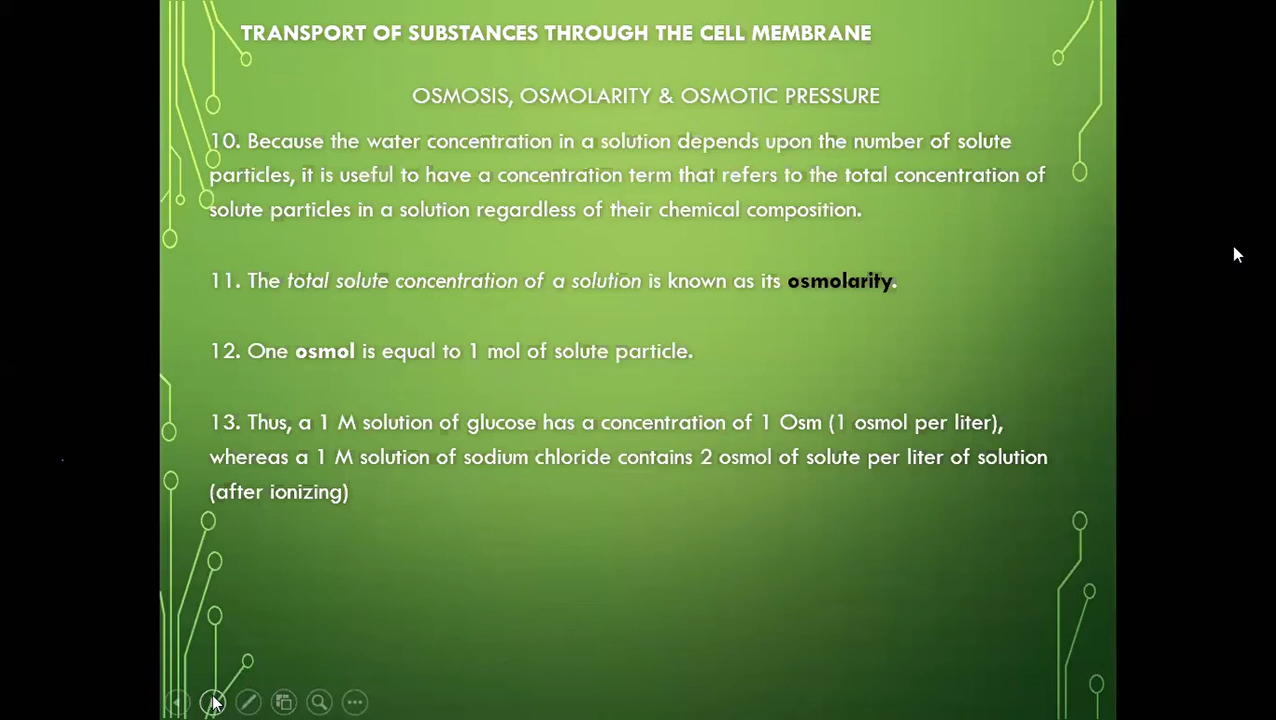 TRANSPORT OF SUBSTANCES THROUGH THE CELL MEMBRANE
OSMOSIS, OSMOLARITY & OSMOTIC PRESSURE
10. Because the water concentration in a solution depends upon the number of solute
particles, it is useful to have a concentration term that refers to the total concentration of
solute particles in a solution regardless of their chemical composition.
11. The total solute concentration of a solution is known as its osmolarity.
12. One osmol is equal to 1 mol of solute particle.
13. Thus, a 1 M solution of glucose has a concentration of 1 Osm (1 osmol per liter),
whereas a 1 M solution of sodium chloride contains 2 osmol of solute per liter of solution
(after ionizing)